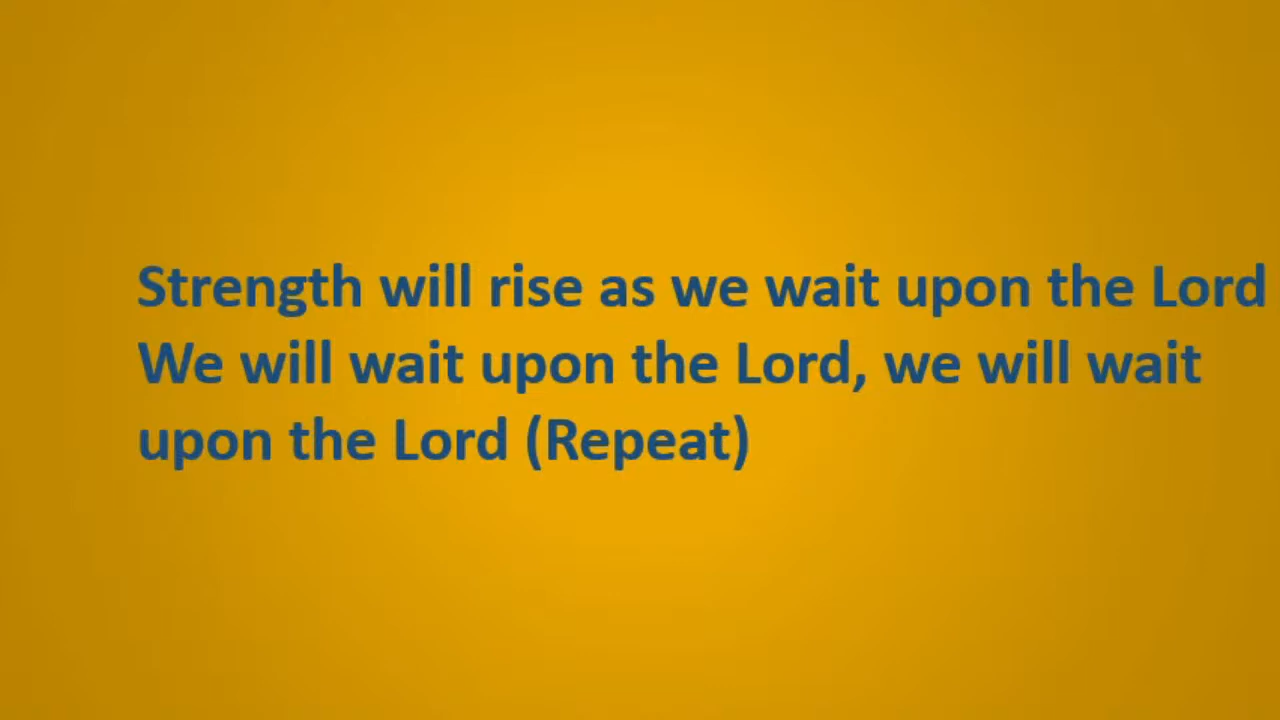 Strength will rise as we wait upon the Lord
We will wait upon the Lord, we will wait
upon the Lord (Repeat)